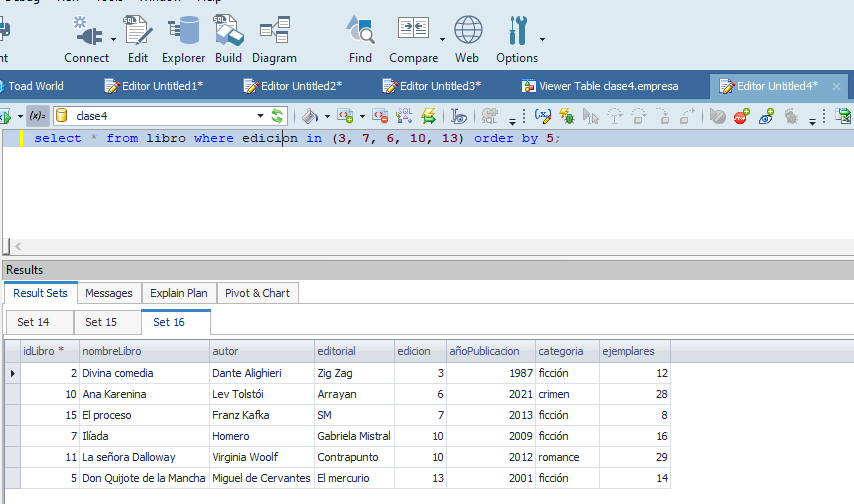 Connect Edit Explorer Build Diagram Find Compare Web Options
Toad World Editor Untitled1* Editor Untitled2* Editor Untitled3* Viewer Table clase4.empresa Editor Untitled4*
(x)= clase4
select * from libro where edicion in (3, 7, 6, 10, 13) order by 5;
Results
Result Sets Messages Explain Plan Pivot & Chart
Set 14 Set 15 Set 16
idLibro * nombreLibro autor editorial edicion añoPublicacion categoria ejemplares
2 Divina comedia Dante Alighieri Zig Zag 3 1987 ficción 12
10 Ana Karenina Lev Tolstói Arrayan 6 2021 crimen 28
15 El proceso Franz Kafka SM 7 2013 ficción 8
7 Ilíada Homero Gabriela Mistral 10 2009 ficción 16
11 La señora Dalloway Virginia Woolf Contrapunto 10 2012 romance 29
5 Don Quijote de la Mancha Miguel de Cervantes El mercurio 13 2001 ficción 14